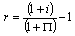 r = (1+i)/(1+Π) − 1